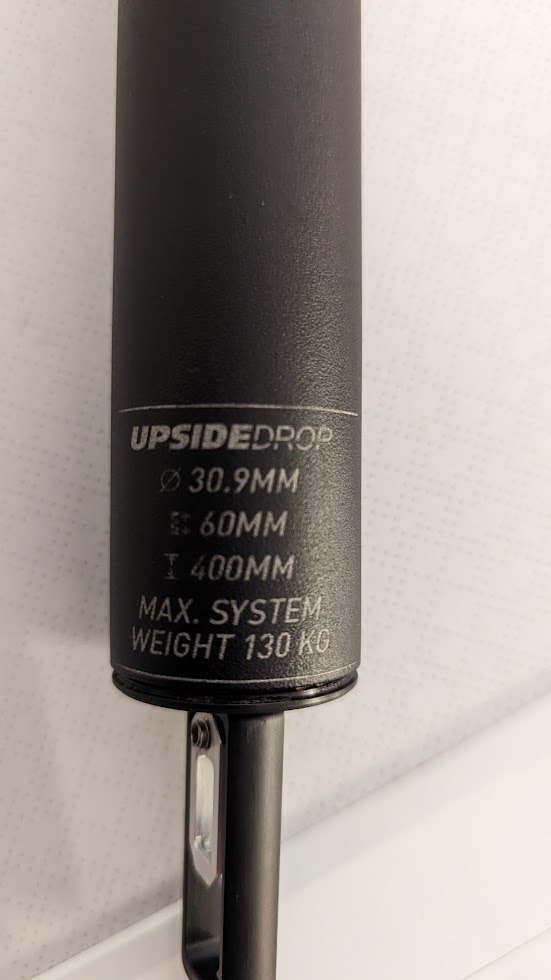 UPSIDEDROP
Ø 30.9MM
60MM
400MM
MAX. SYSTEM
WEIGHT 130 KG